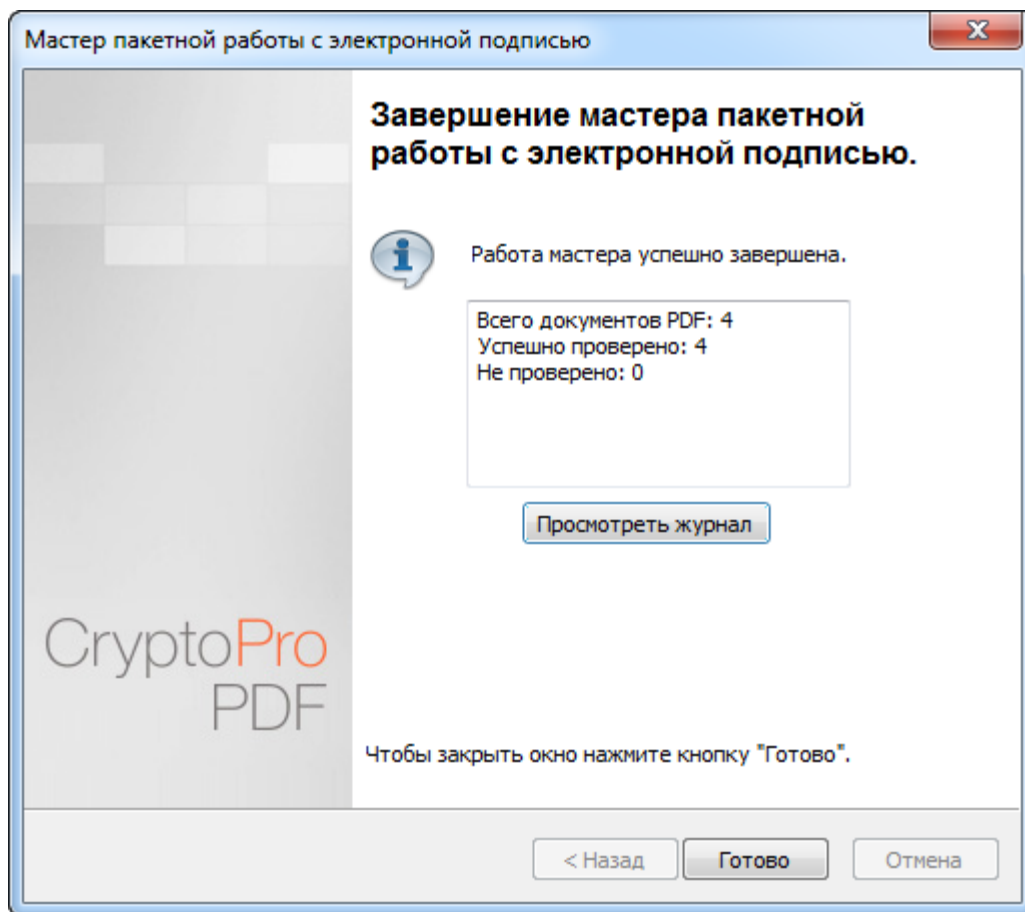 Мастер пакетной работы с электронной подписью
Завершение мастера пакетной
работы с электронной подписью.
Работа мастера успешно завершена.
Всего документов PDF: 4
Успешно проверено: 4
Не проверено: 0
Просмотреть журнал
CryptoPro
PDF
Чтобы закрыть окно нажмите кнопку "Готово".
< Назад
Готово
Отмена